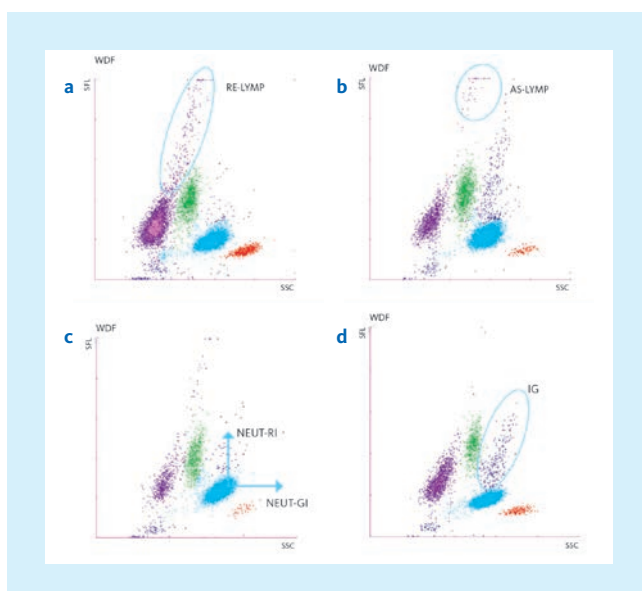 a
WDF
SFL
RE-LYMP
SSC
b
WDF
SFL
AS-LYMP
SSC
c
WDF
SFL
NEUT-RI
NEUT-GI
SSC
d
WDF
SFL
IG
SSC